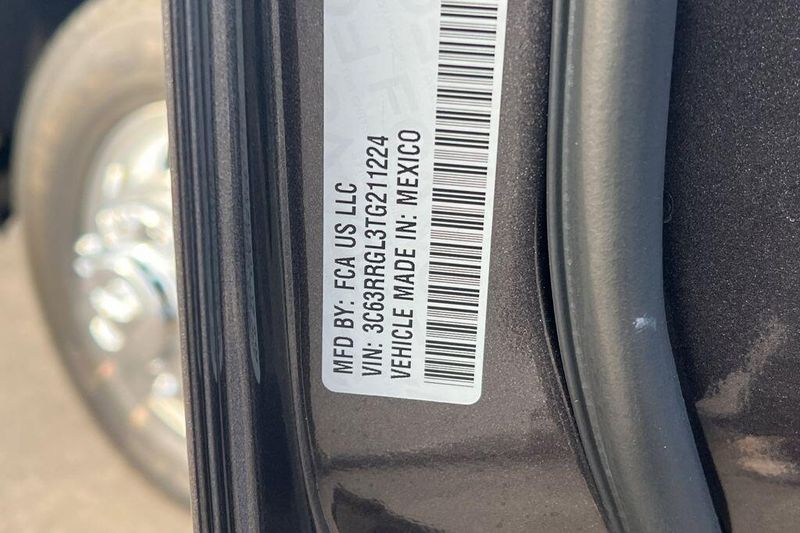 MFD BY: FCA US LLC
VIN: 3C63RRGL3TG211224
VEHICLE MADE IN: MEXICO